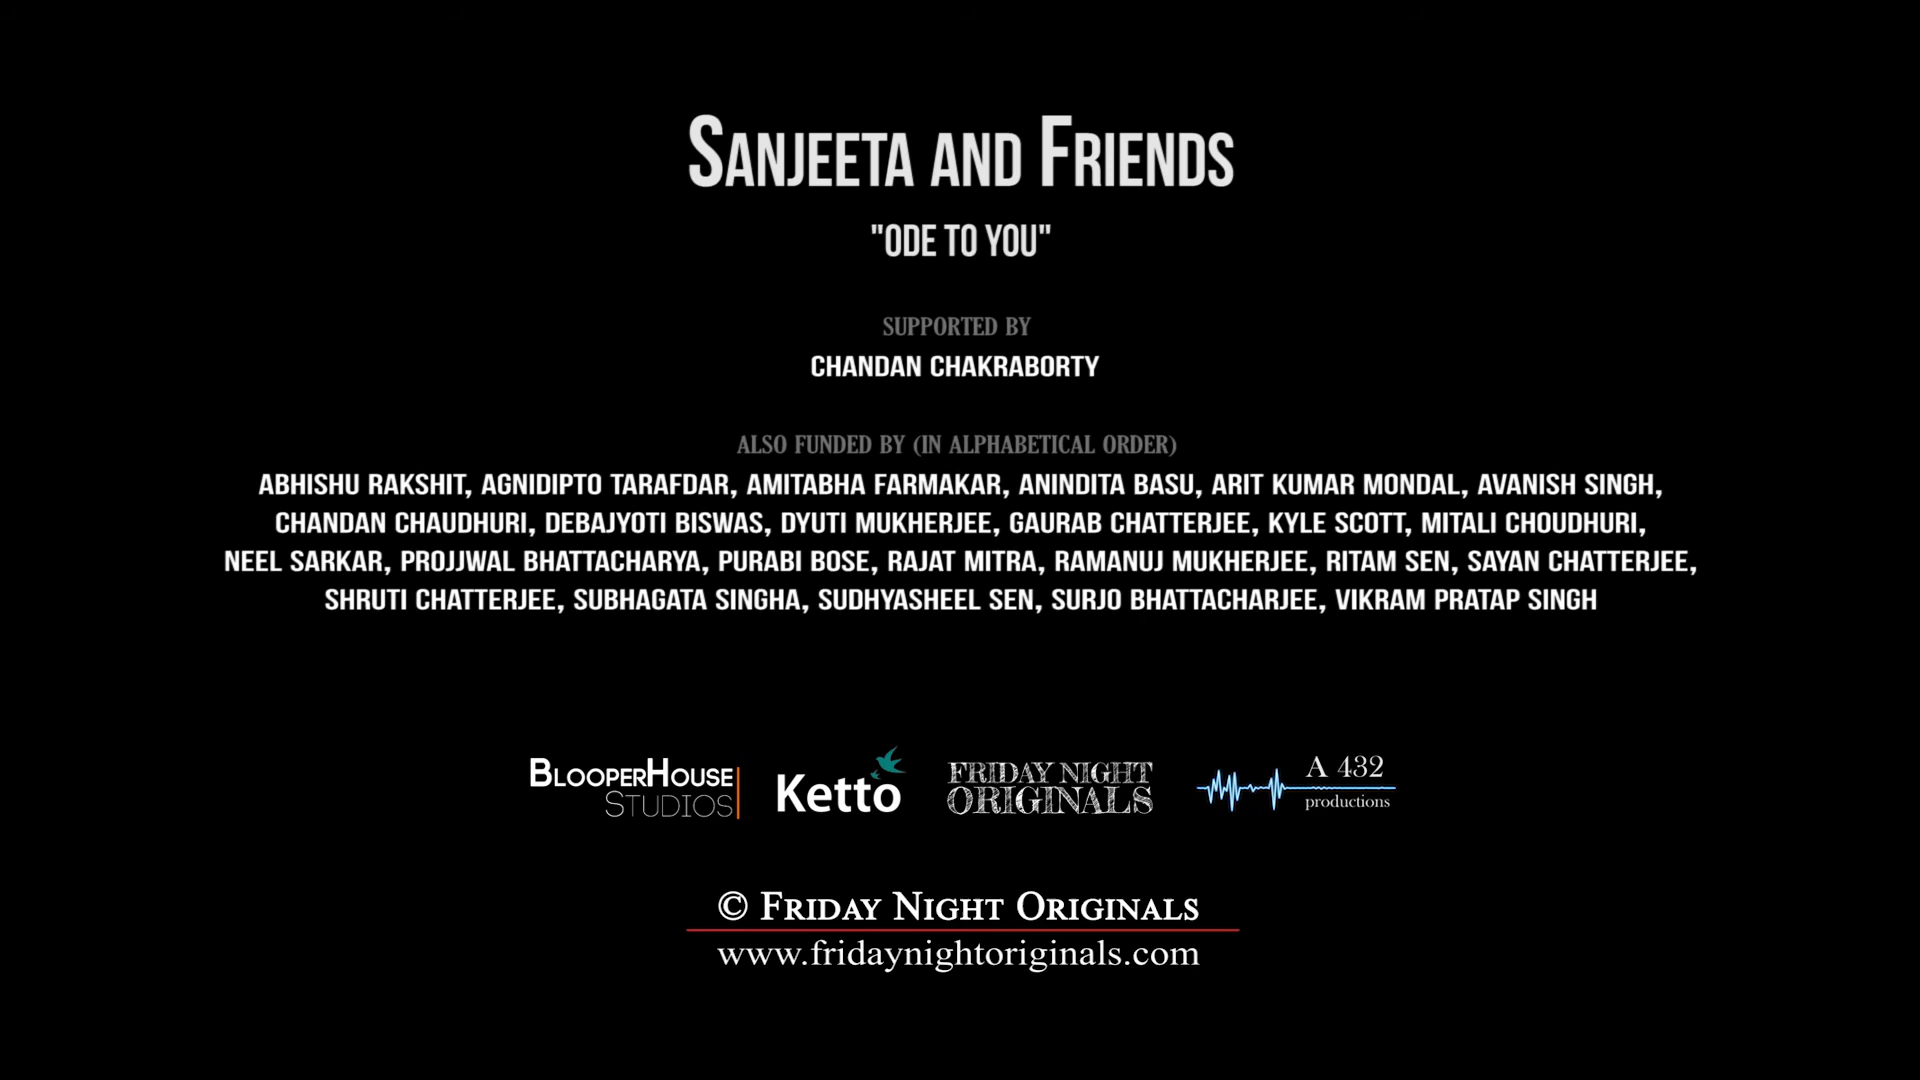 SANJEETA AND FRIENDS
"ODE TO YOU"
SUPPORTED BY
CHANDAN CHAKRABORTY
ALSO FUNDED BY (IN ALPHABETICAL ORDER)
ABHISHU RAKSHIT, AGNIDIPTO TARAFDAR, AMITABHA FARMAKAR, ANINDITA BASU, ARIT KUMAR MONDAL, AVANISH SINGH,
CHANDAN CHAUDHURI, DEBAJYOTI BISWAS, DYUTI MUKHERJEE, GAURAB CHATTERJEE, KYLE SCOTT, MITALI CHOUDHURI,
NEEL SARKAR, PROJJWAL BHATTACHARYA, PURABI BOSE, RAJAT MITRA, RAMANUJ MUKHERJEE, RITAM SEN, SAYAN CHATTERJEE,
SHRUTI CHATTERJEE, SUBHAGATA SINGHA, SUDHYASHEEL SEN, SURJO BHATTACHARJEE, VIKRAM PRATAP SINGH
BLOOPERHOUSE
STUDIOS
Ketto
FRIDAY NIGHT
ORIGINALS
A 432
productions
© FRIDAY NIGHT ORIGINALS
www.fridaynightoriginals.com